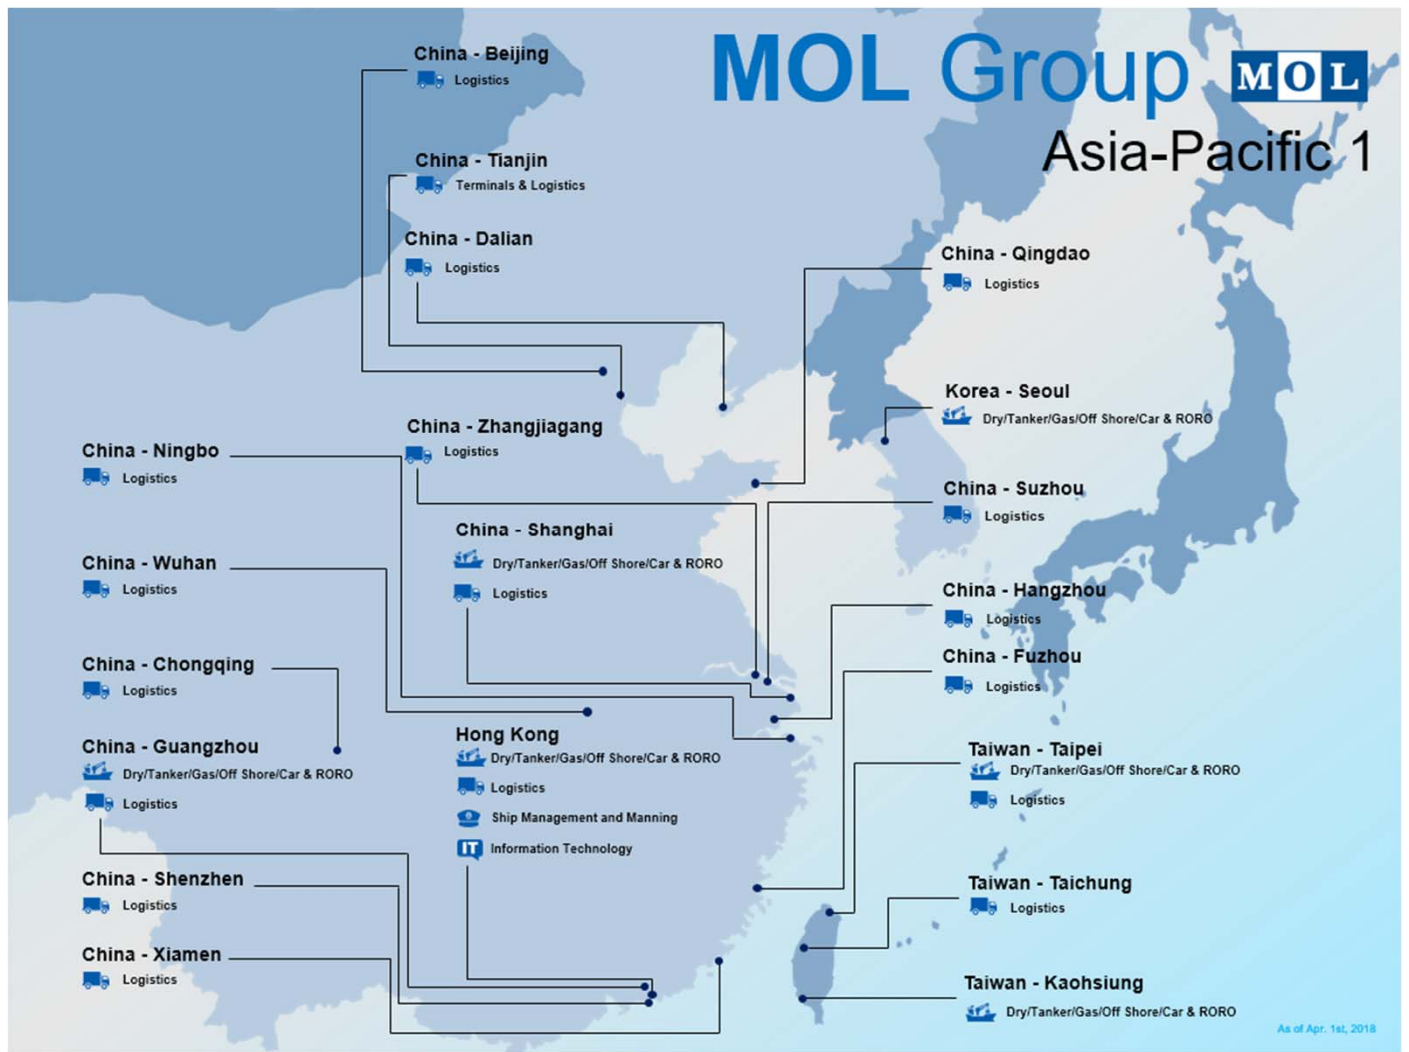 MOL Group
MOL
Asia-Pacific 1
China - Beijing
Logistics
China - Tianjin
Terminals & Logistics
China - Dalian
Logistics
China - Qingdao
Logistics
Korea - Seoul
Dry/Tanker/Gas/Off Shore/Car & RORO
China - Zhangjiagang
Logistics
China - Ningbo
Logistics
China - Suzhou
Logistics
China - Shanghai
Dry/Tanker/Gas/Off Shore/Car & RORO
Logistics
China - Wuhan
Logistics
China - Hangzhou
Logistics
China - Fuzhou
Logistics
China - Chongqing
Logistics
China - Guangzhou
Dry/Tanker/Gas/Off Shore/Car & RORO
Logistics
Hong Kong
Dry/Tanker/Gas/Off Shore/Car & RORO
Logistics
Ship Management and Manning
IT
Information Technology
Taiwan - Taipei
Dry/Tanker/Gas/Off Shore/Car & RORO
Logistics
China - Shenzhen
Logistics
Taiwan - Taichung
Logistics
China - Xiamen
Logistics
Taiwan - Kaohsiung
Dry/Tanker/Gas/Off Shore/Car & RORO
As of Apr. 1st, 2018